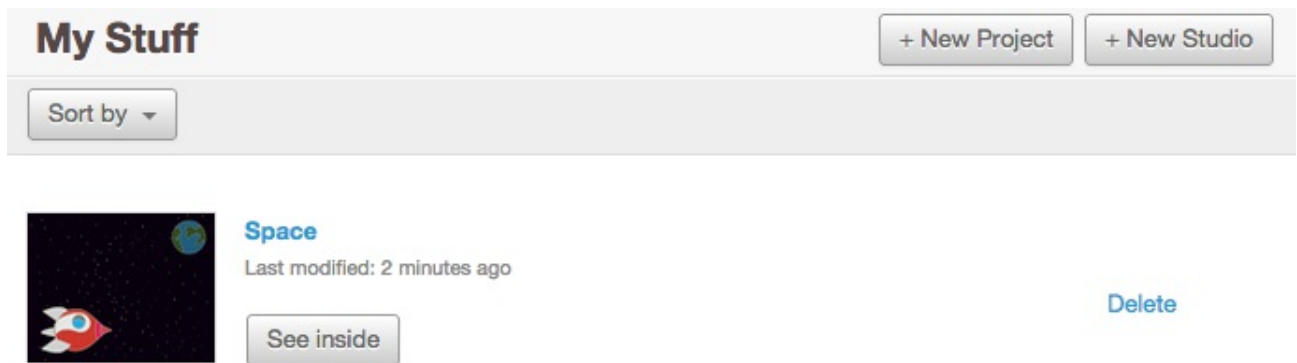 My Stuff
+ New Project
+ New Studio
Sort by
Space
Last modified: 2 minutes ago
Delete
See inside